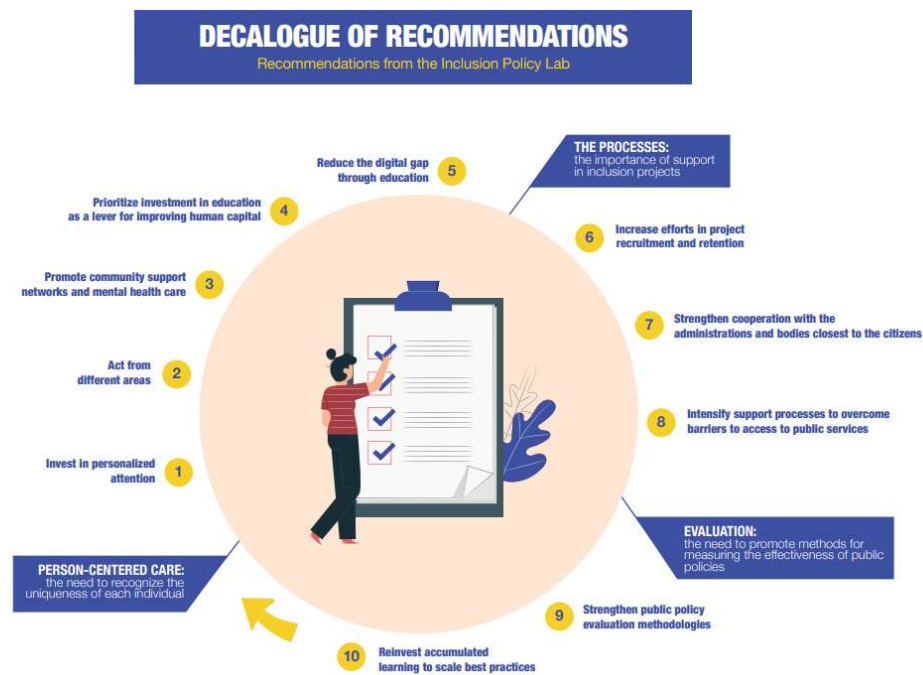 DECALOGUE OF RECOMMENDATIONS
Recommendations from the Inclusion Policy Lab
PERSON-CENTERED CARE:
the need to recognize the
uniqueness of each individual
1
Invest in personalized
attention
2
Act from
different areas
3
Promote community support
networks and mental health care
4
Prioritize investment in education
as a lever for improving human capital
5
Reduce the digital gap
through education
THE PROCESSES:
the importance of support
in inclusion projects
6
Increase efforts in project
recruitment and retention
7
Strengthen cooperation with the
administrations and bodies closest to the citizens
8
Intensify support processes to overcome
barriers to access to public services
EVALUATION:
the need to promote methods for
measuring the effectiveness of public
policies
9
Strengthen public policy
evaluation methodologies
10
Reinvest accumulated
learning to scale best practices